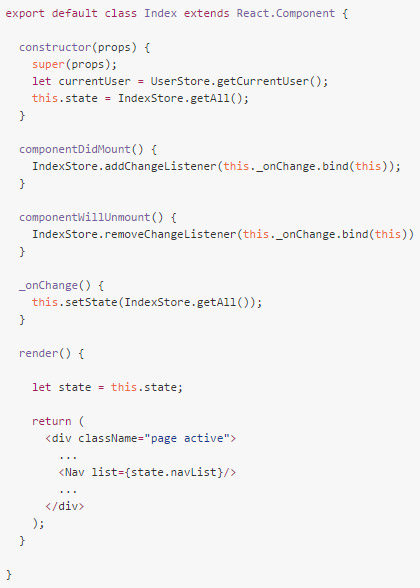 export default class Index extends React.Component {
constructor(props) {
super(props);
let currentUser = UserStore.getCurrentUser();
this.state = IndexStore.getAll();
}
componentDidMount() {
IndexStore.addChangeListener(this._onChange.bind(this));
}
componentWillUnmount() {
IndexStore.removeChangeListener(this._onChange.bind(this))
}
_onChange() {
this.setState(IndexStore.getAll());
}
render() {
let state = this.state;
return (
<div className="page active">
...
<Nav list={state.navList}/>
...
</div>
);
}
}